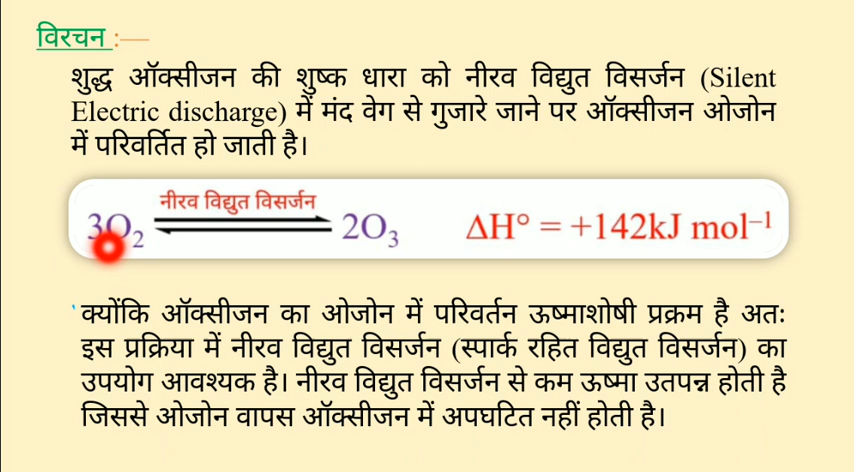 विरचन :—
शुद्ध ऑक्सीजन की शुष्क धारा को नीरव विद्युत विसर्जन (Silent
Electric discharge) में मंद वेग से गुजारे जाने पर ऑक्सीजन ओजोन
में परिवर्तित हो जाती है।
नीरव विद्युत विसर्जन
3O₂ ⇌ 2O₃ ΔH° = +142kJ mol⁻¹
क्योंकि ऑक्सीजन का ओजोन में परिवर्तन ऊष्माशोषी प्रक्रम है अतः
इस प्रक्रिया में नीरव विद्युत विसर्जन (स्पार्क रहित विद्युत विसर्जन) का
उपयोग आवश्यक है। नीरव विद्युत विसर्जन से कम ऊष्मा उतपन्न होती है
जिससे ओजोन वापस ऑक्सीजन में अपघटित नहीं होती है।